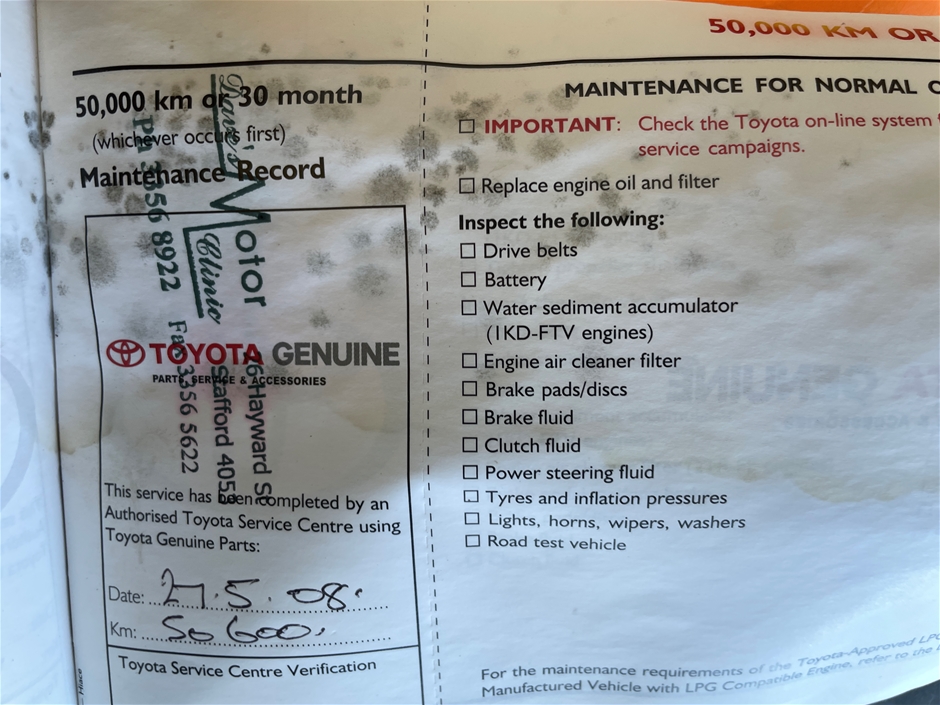 50,000 KM OR
50,000 km or 30 month
(whichever occurs first)
Maintenance Record
Dave's
Motor
Clinic
76 Hayward St
Stafford 4053
PH 3356 8922 Fax 3356 5622
TOYOTA GENUINE
PARTS, SERVICE & ACCESSORIES
This service has been completed by an
Authorised Toyota Service Centre using
Toyota Genuine Parts:
Date: 27.5.08.
Km: 50600.
Toyota Service Centre Verification
Hiace
MAINTENANCE FOR NORMAL
IMPORTANT: Check the Toyota on-line system
service campaigns.
Replace engine oil and filter
Inspect the following:
Drive belts
Battery
Water sediment accumulator
(1KD-FTV engines)
Engine air cleaner filter
Brake pads/discs
Brake fluid
Clutch fluid
Power steering fluid
Tyres and inflation pressures
Lights, horns, wipers, washers
Road test vehicle
For the maintenance requirements of the Toyota-Approved LPG
Manufactured Vehicle with LPG Compatible Engine, refer to the